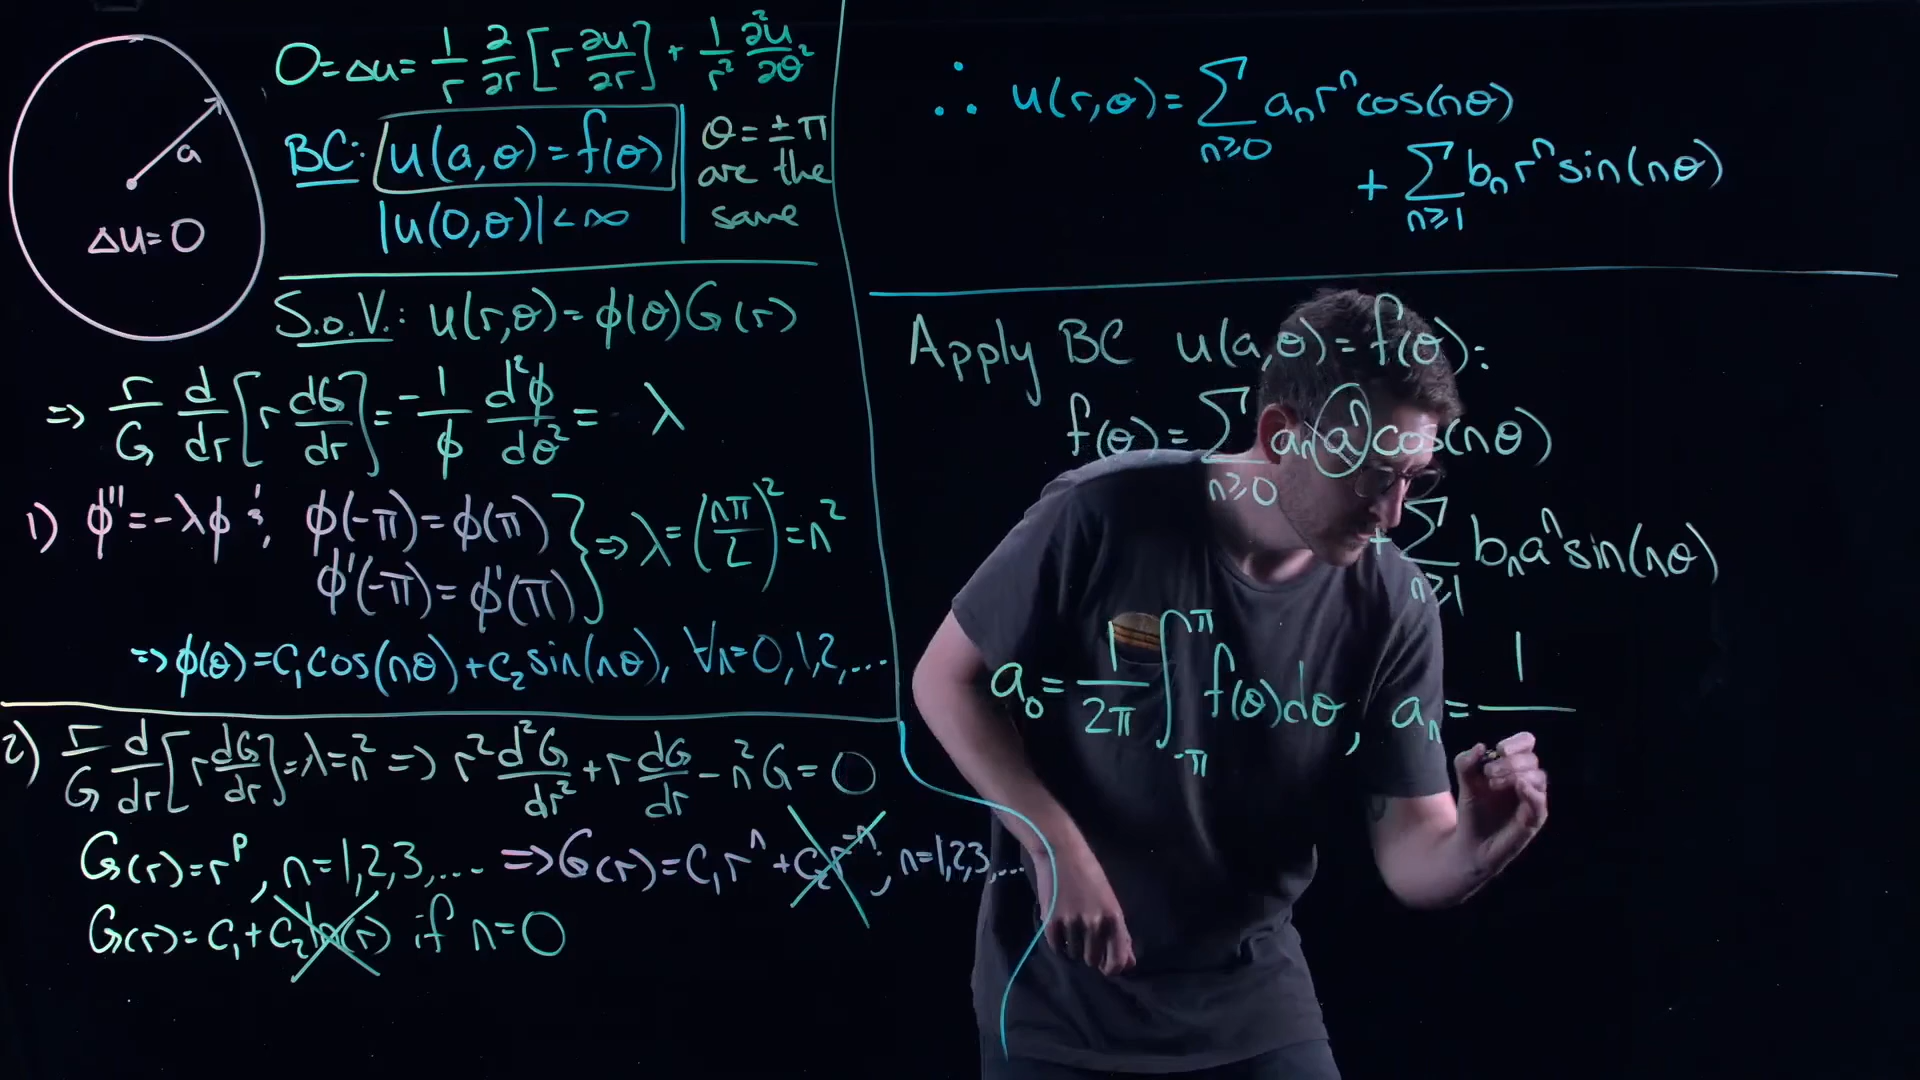 a
Δu=0
0=Δu= 1/r ∂/∂r [r ∂u/∂r] + 1/r² ∂²u/∂θ²
BC: u(a,θ)=f(θ)
|u(0,θ)|<∞
θ=±π
are the
same
S.o.V.: u(r,θ)=φ(θ)G(r)
=> r/G d/dr [r dG/dr] = -1/φ d²φ/dθ² = λ
1) φ''=-λφ & φ(-π)=φ(π)
φ'(-π)=φ'(π) } => λ=(nπ/L)²=n²
=> φ(θ)=c₁cos(nθ)+c₂sin(nθ), ∀n=0,1,2,...
2) r/G d/dr [r dG/dr]=λ=n² => r² d²G/dr² + r dG/dr - n²G=0
G(r)=r^p, n=1,2,3,... => G(r)=c₁rⁿ+c₂r⁻ⁿ, n=1,2,3,...
G(r)=c₁+c₂ln(r) if n=0
∴ u(r,θ)= ∑_{n≥0} aₙrⁿcos(nθ)
+ ∑_{n≥1} bₙrⁿsin(nθ)
Apply BC u(a,θ)=f(θ):
f(θ)= ∑_{n≥0} aₙaⁿcos(nθ)
+ ∑_{n≥1} bₙaⁿsin(nθ)
a₀= 1/2π ∫_{-π}^{π} f(θ)dθ, aₙ= 1/